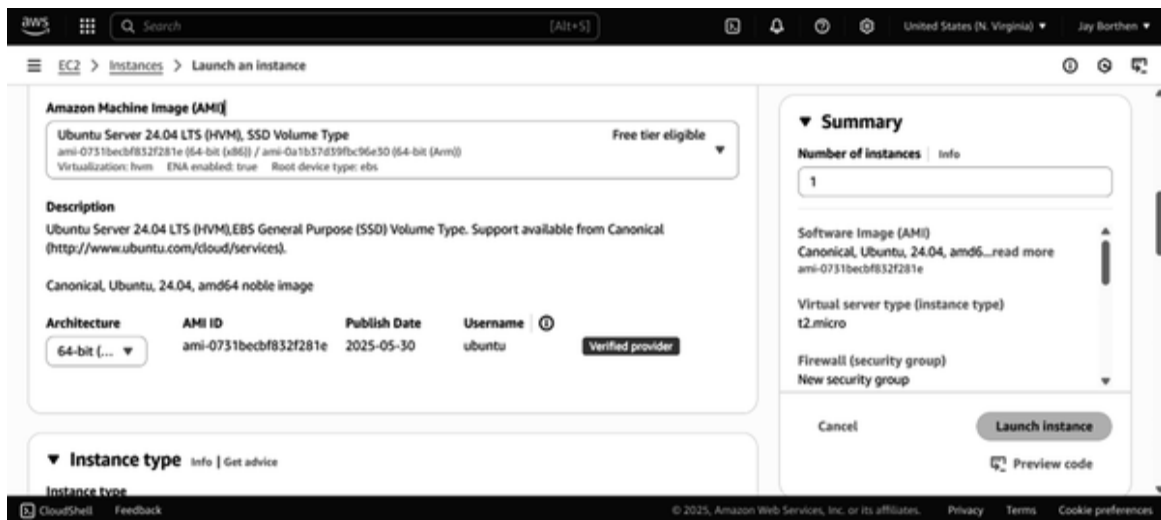 aws
Search [Alt+S]
United States (N. Virginia) ▼ Jay Borthen ▼
EC2 > Instances > Launch an instance
Amazon Machine Image (AMI)
Ubuntu Server 24.04 LTS (HVM), SSD Volume Type Free tier eligible
ami-0731becbf832f281e (64-bit (x86)) / ami-0a1b37d39fbc96e30 (64-bit (Arm))
Virtualization: hvm ENA enabled: true Root device type: ebs
Description
Ubuntu Server 24.04 LTS (HVM),EBS General Purpose (SSD) Volume Type. Support available from Canonical
(http://www.ubuntu.com/cloud/services).
Canonical, Ubuntu, 24.04, amd64 noble image
Architecture AMI ID Publish Date Username
64-bit (... ▼ ami-0731becbf832f281e 2025-05-30 ubuntu Verified provider
▼ Instance type Info | Get advice
Instance type
▼ Summary
Number of instances | Info
1
Software Image (AMI)
Canonical, Ubuntu, 24.04, amd6...read more
ami-0731becbf832f281e
Virtual server type (instance type)
t2.micro
Firewall (security group)
New security group
Cancel Launch instance
Preview code
CloudShell Feedback © 2025, Amazon Web Services, Inc. or its affiliates. Privacy Terms Cookie preferences